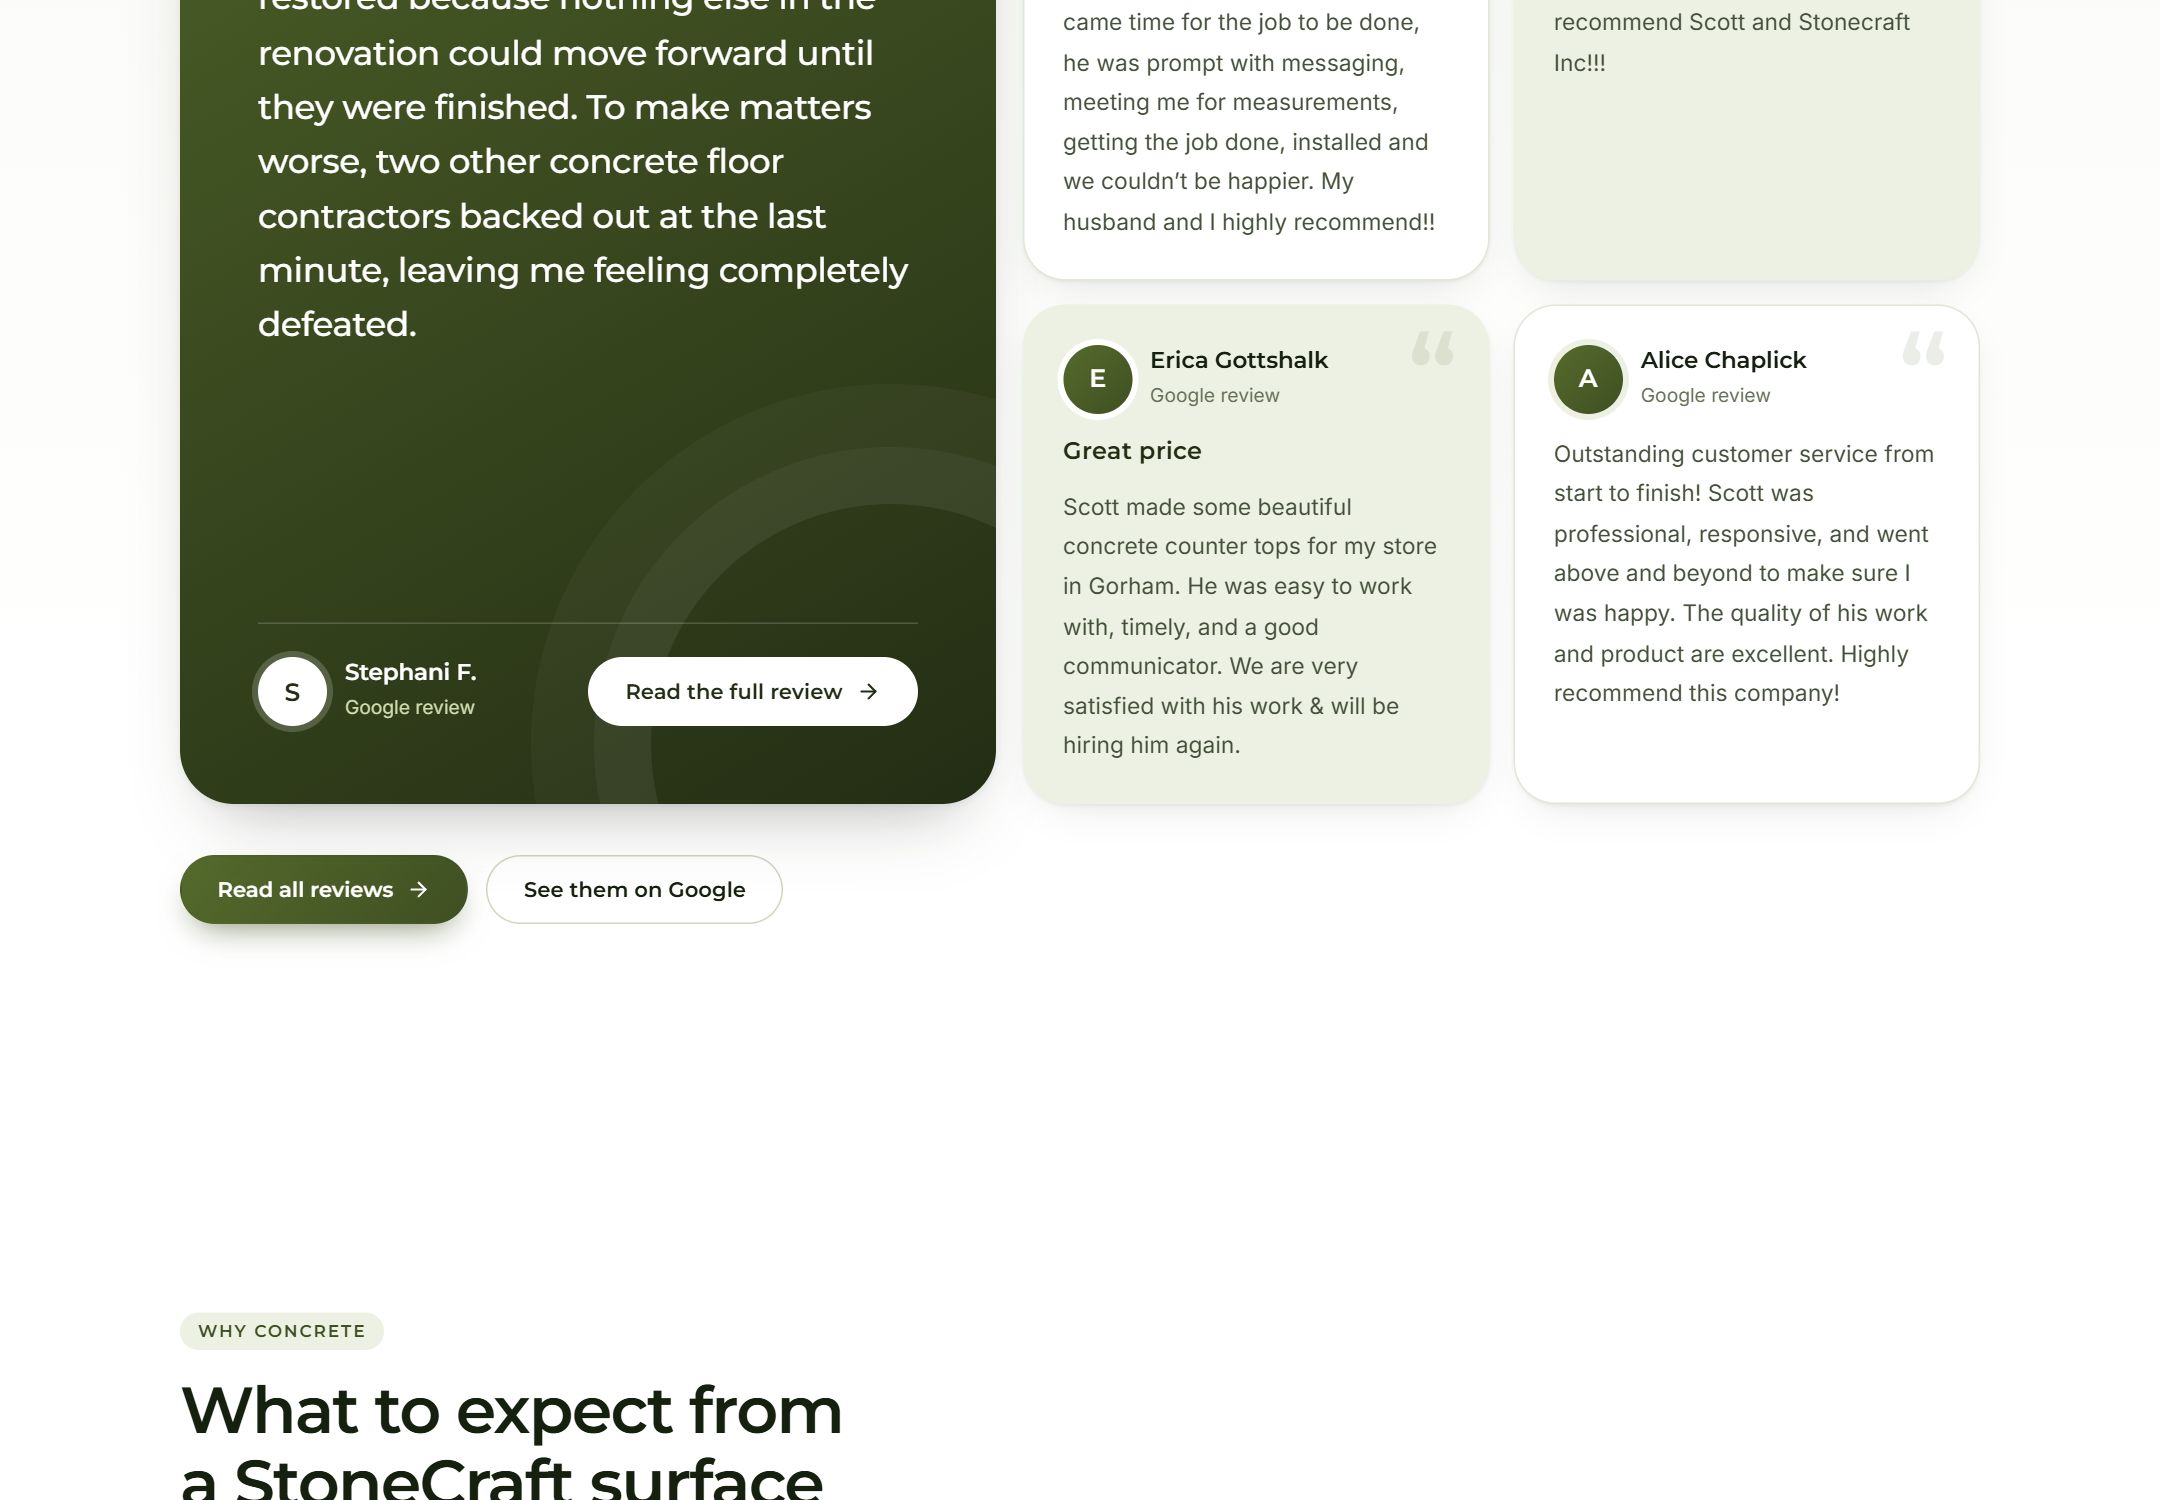 restored because nothing else in the
renovation could move forward until
they were finished. To make matters
worse, two other concrete floor
contractors backed out at the last
minute, leaving me feeling completely
defeated.
S
Stephani F.
Google review
Read the full review →
came time for the job to be done,
he was prompt with messaging,
meeting me for measurements,
getting the job done, installed and
we couldn’t be happier. My
husband and I highly recommend!!
recommend Scott and Stonecraft
Inc!!!
E
Erica Gottshalk
Google review
“
Great price
Scott made some beautiful
concrete counter tops for my store
in Gorham. He was easy to work
with, timely, and a good
communicator. We are very
satisfied with his work & will be
hiring him again.
A
Alice Chaplick
Google review
“
Outstanding customer service from
start to finish! Scott was
professional, responsive, and went
above and beyond to make sure I
was happy. The quality of his work
and product are excellent. Highly
recommend this company!
Read all reviews →
See them on Google
WHY CONCRETE
What to expect from
a StoneCraft surface